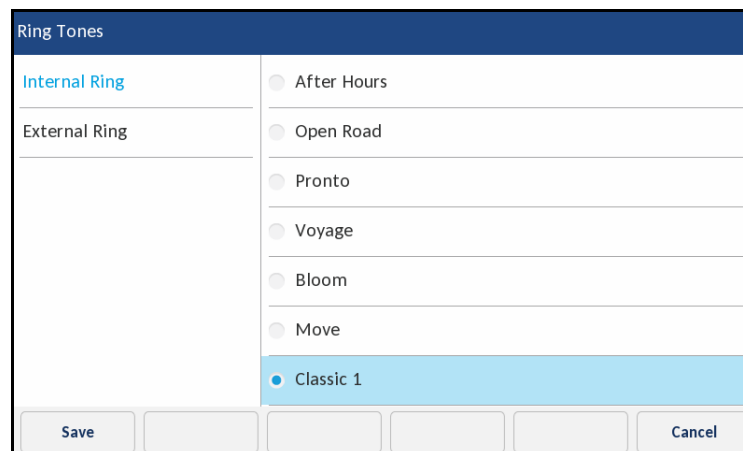 Ring Tones
Internal Ring
External Ring
After Hours
Open Road
Pronto
Voyage
Bloom
Move
Classic 1
Save
Cancel